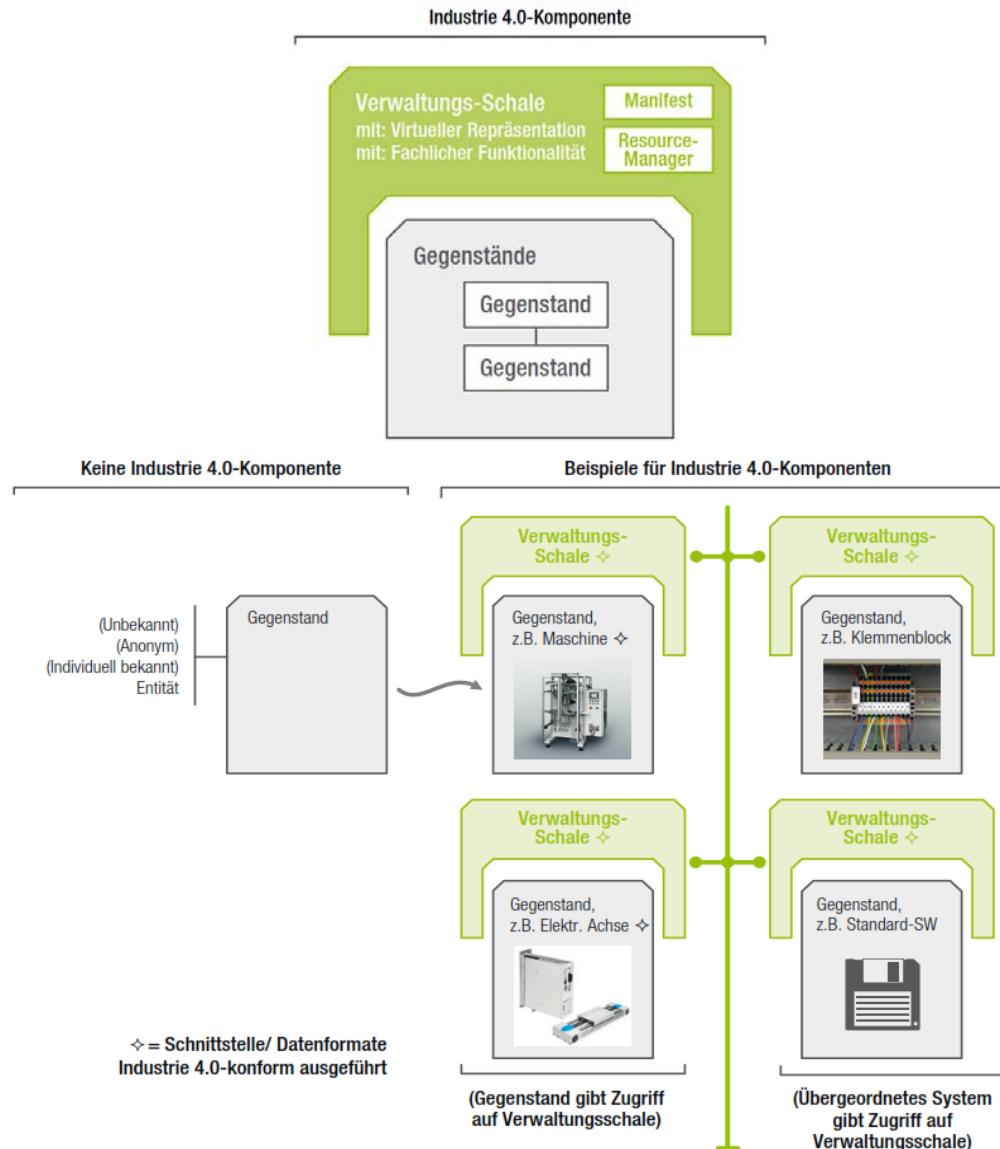 Industrie 4.0-Komponente
Verwaltungs-Schale
mit: Virtueller Repräsentation
mit: Fachlicher Funktionalität
Manifest
Resource-
Manager
Gegenstände
Gegenstand
Gegenstand
Keine Industrie 4.0-Komponente
Beispiele für Industrie 4.0-Komponenten
(Unbekannt)
(Anonym)
(Individuell bekannt)
Entität
Gegenstand
Verwaltungs-
Schale ✧
Gegenstand,
z.B. Maschine ✧
Verwaltungs-
Schale ✧
Gegenstand,
z.B. Klemmenblock
Verwaltungs-
Schale ✧
Gegenstand,
z.B. Elektr. Achse ✧
Verwaltungs-
Schale ✧
Gegenstand,
z.B. Standard-SW
✧ = Schnittstelle/ Datenformate
Industrie 4.0-konform ausgeführt
(Gegenstand gibt Zugriff
auf Verwaltungsschale)
(Übergeordnetes System
gibt Zugriff auf
Verwaltungsschale)